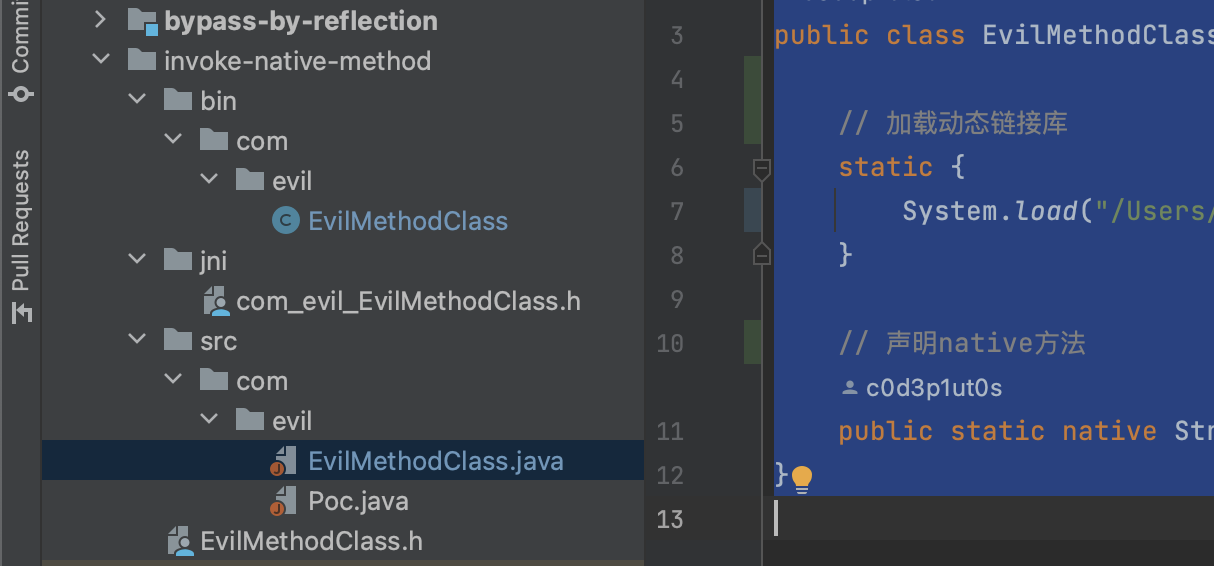 Commi
Pull Requests
bypass-by-reflection
invoke-native-method
bin
com
evil
EvilMethodClass
jni
com_evil_EvilMethodClass.h
src
com
evil
EvilMethodClass.java
Poc.java
EvilMethodClass.h
3 public class EvilMethodClass
4
5 // 加载动态链接库
6 static {
7 System.load("/Users/
8 }
9
10 // 声明native方法
c0d3p1ut0s
11 public static native Str
12 }
13